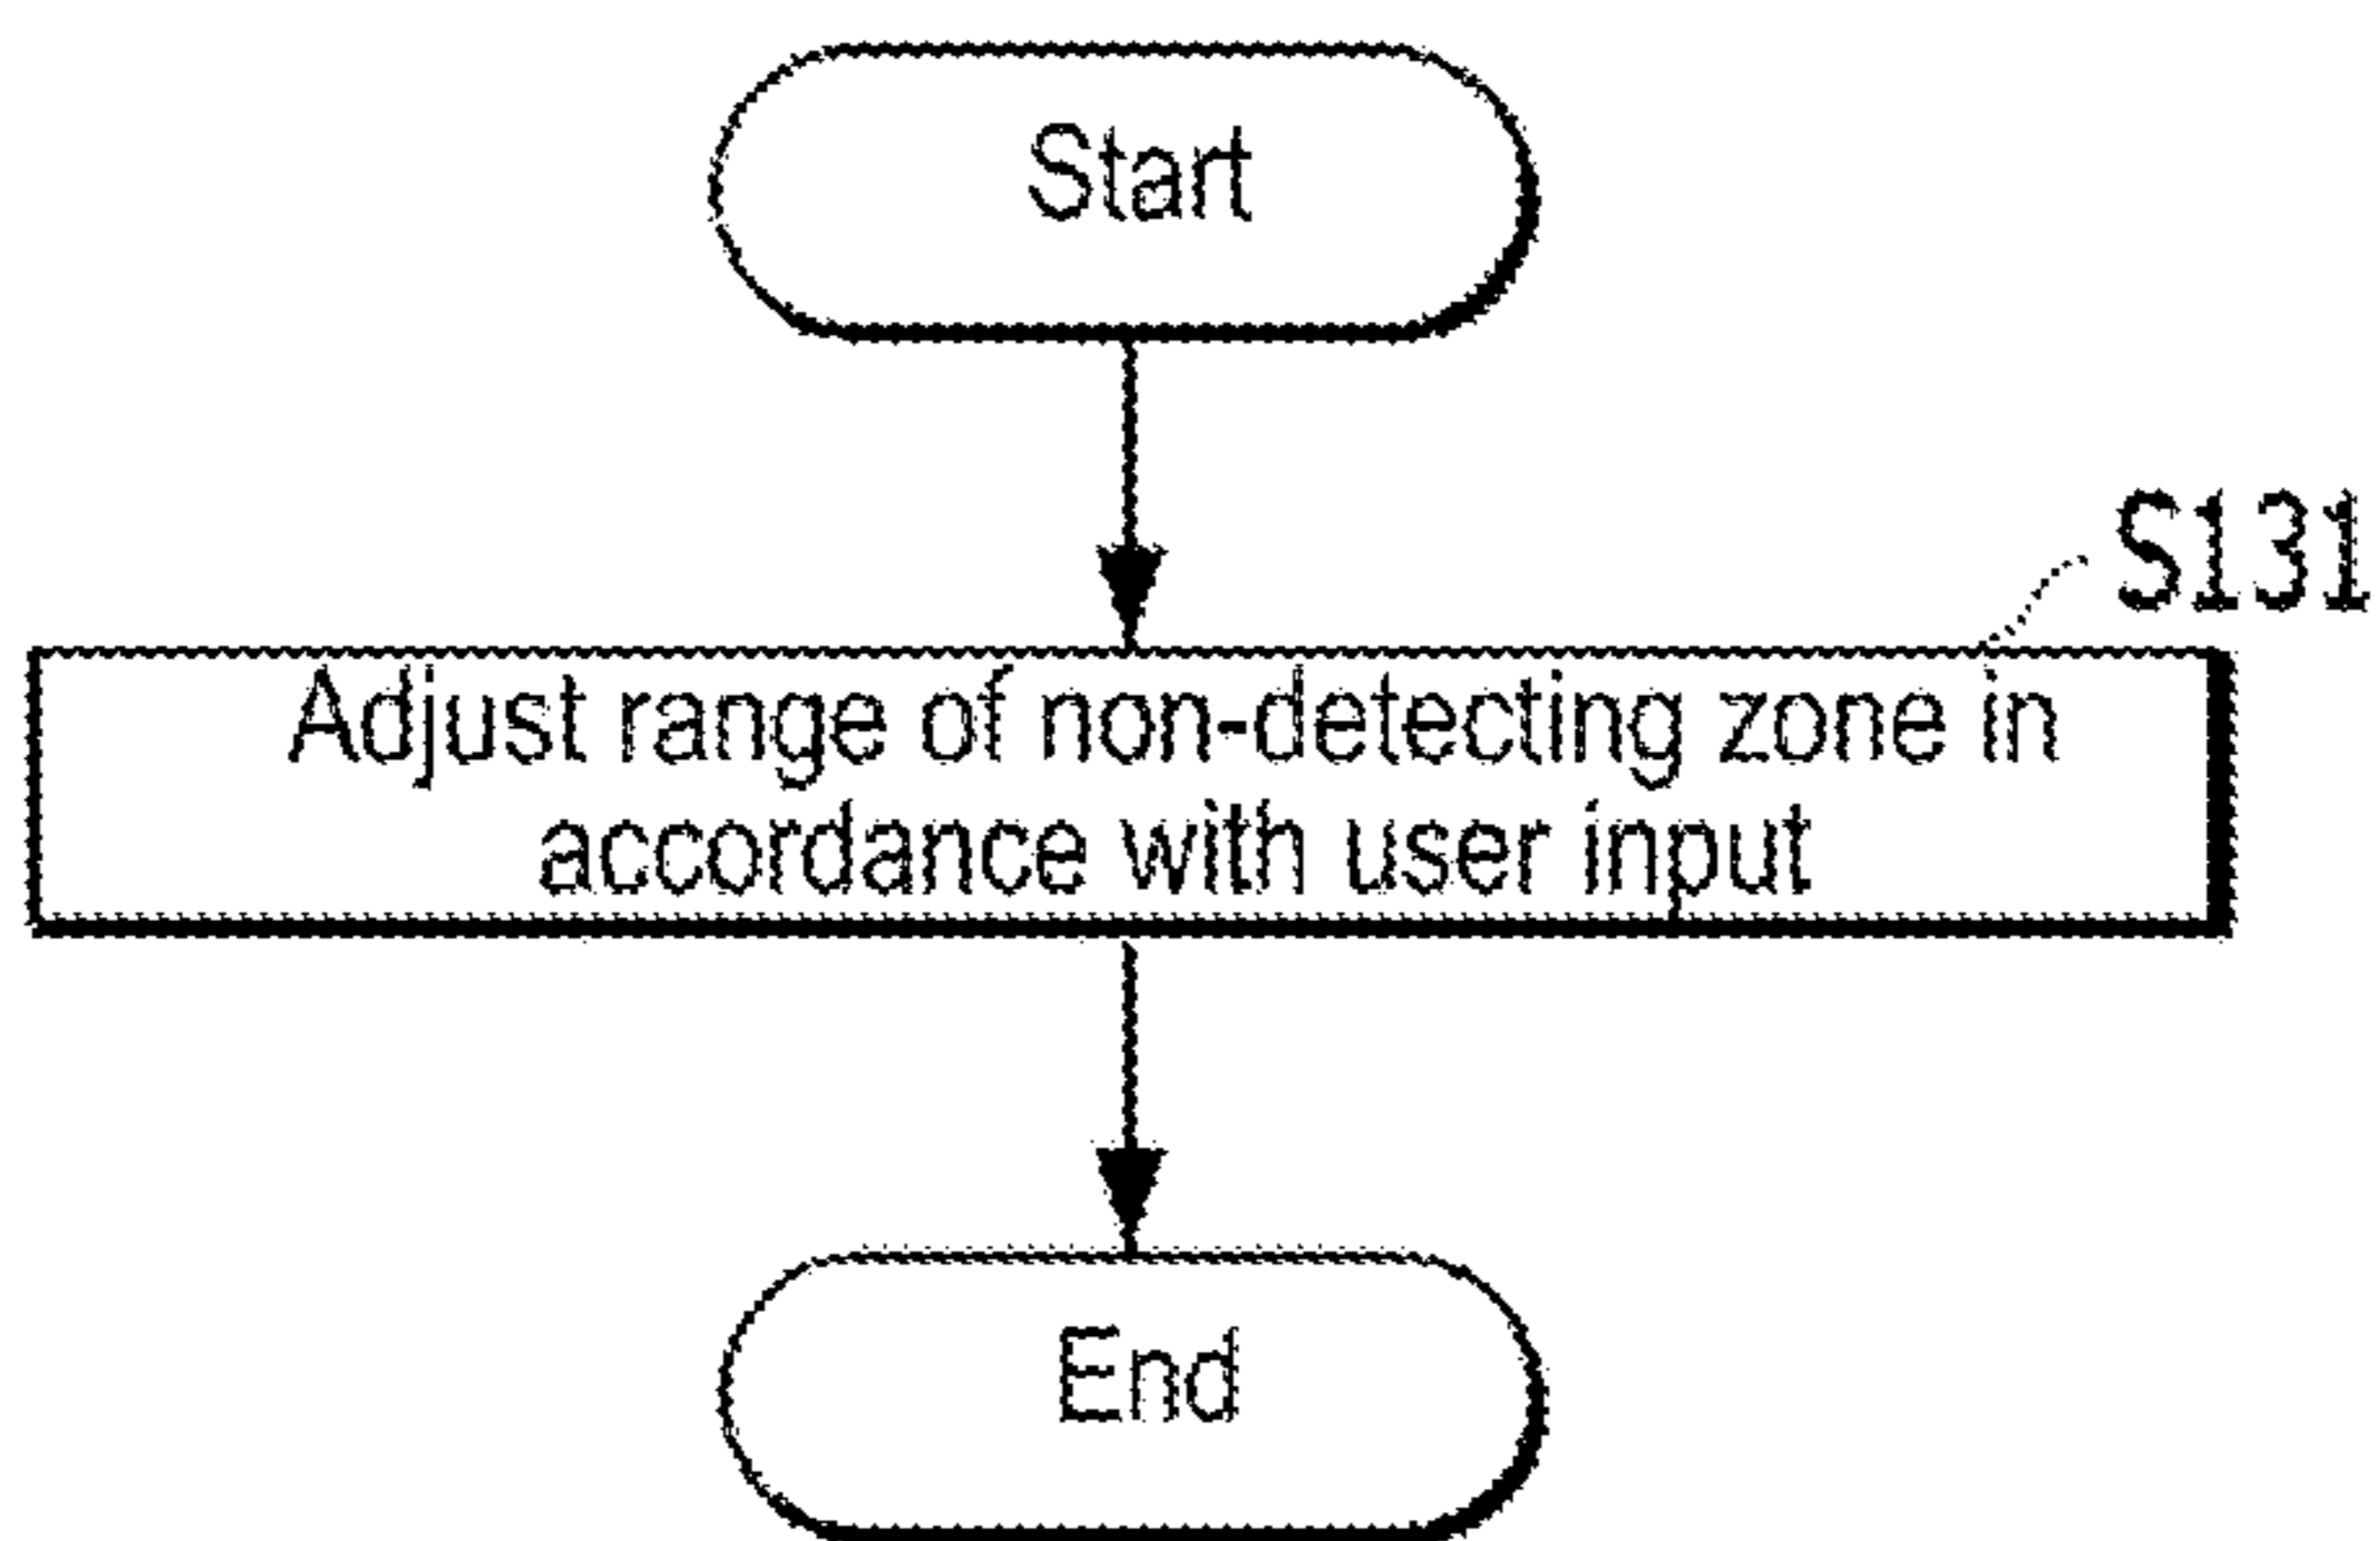 Start
S131
Adjust range of non-detecting zone in
accordance with user input
End